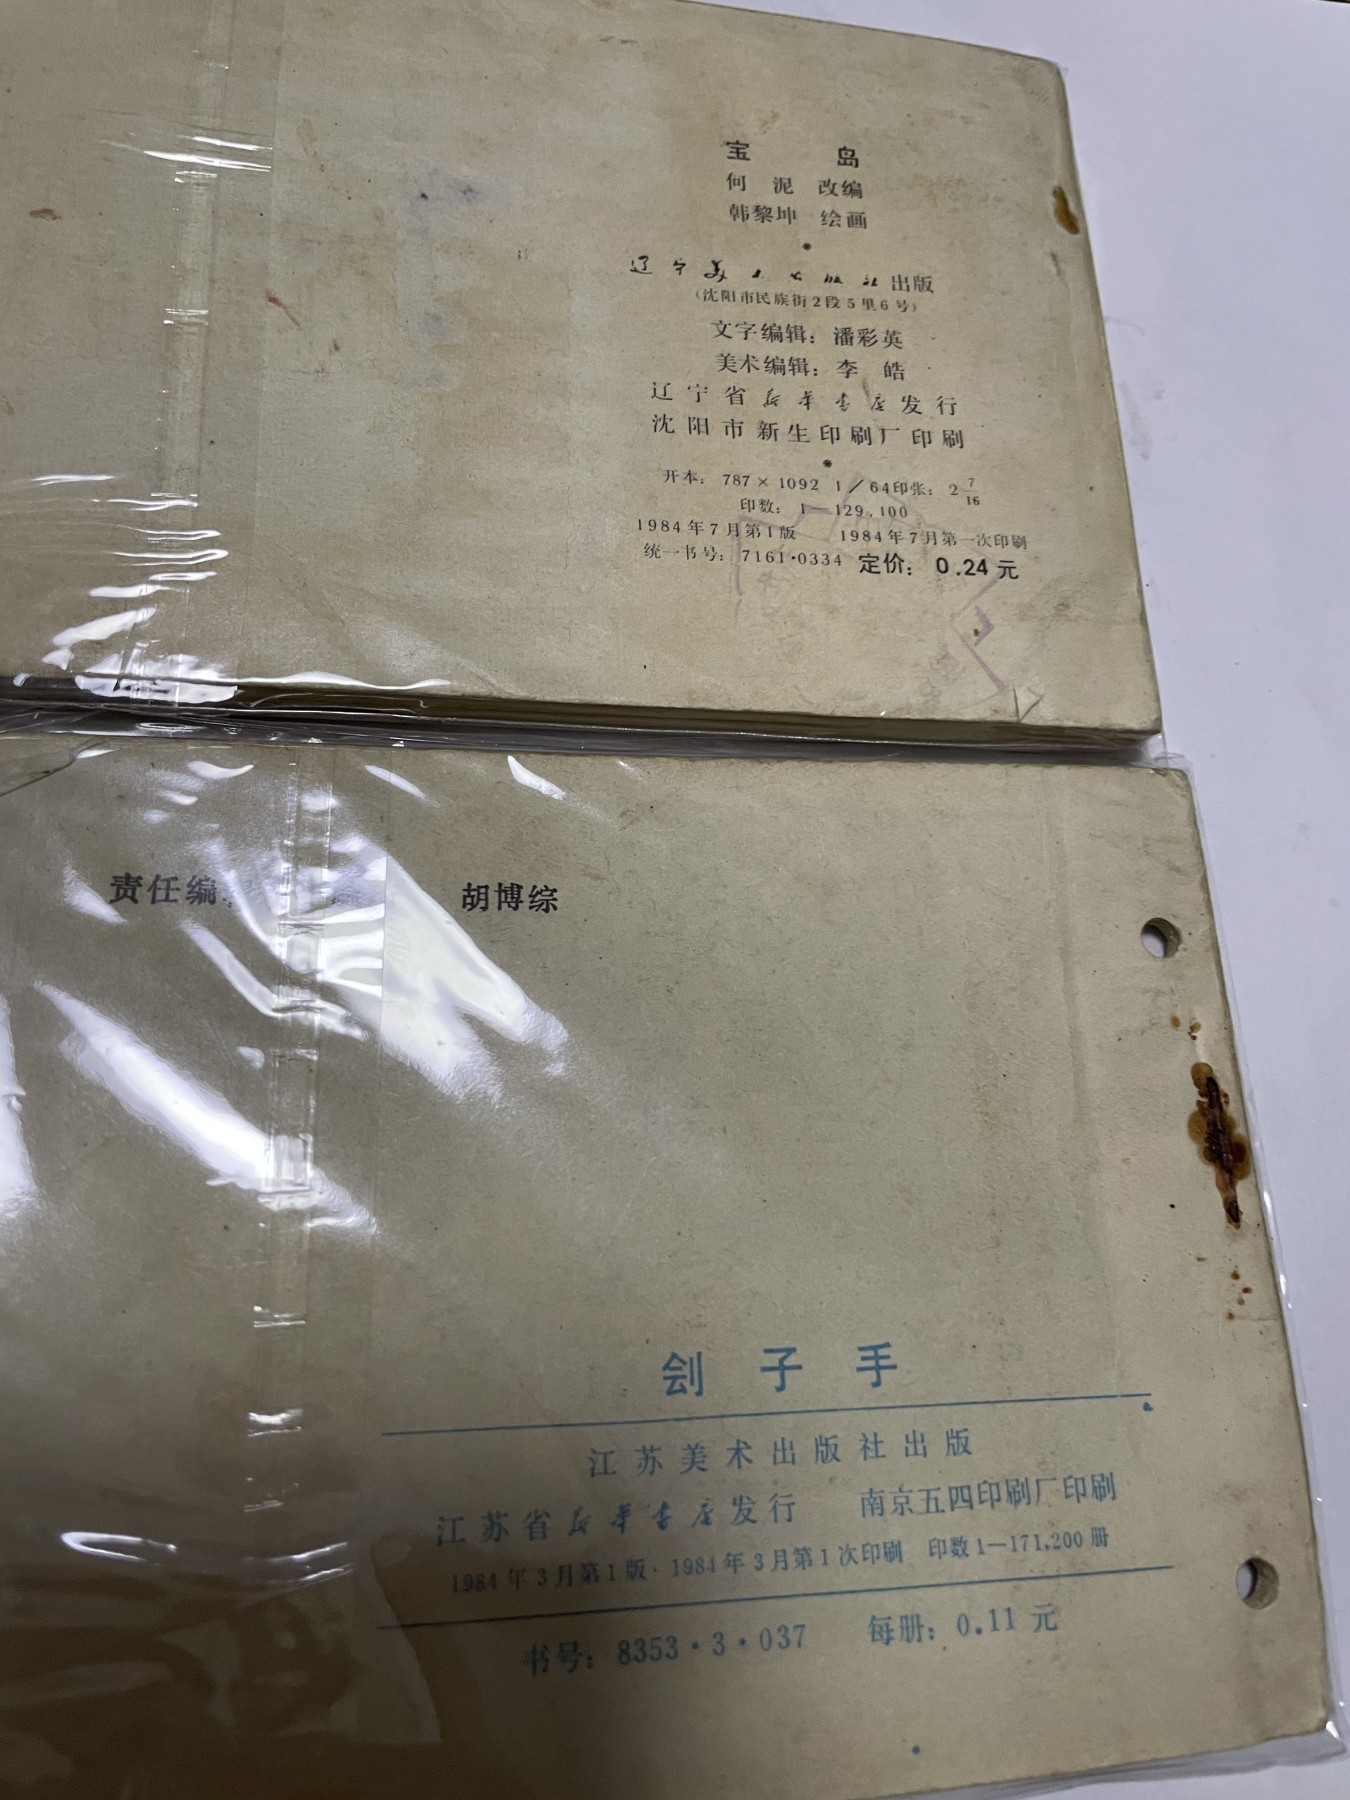 宝 岛
何 泥 改编
韩黎坤 绘画
辽宁美术出版社出版
(沈阳市民族街2段5里6号)
文字编辑：潘彩英
美术编辑：李 皓
辽宁省新华书店发行
沈阳市新生印刷厂印刷
开本：787×1092 1／64印张：2 7/16
印数：1—129,100
1984年7月第1版 1984年7月第一次印刷
统一书号：7161·0334 定价：0.24元
责任编 胡博综
刽子手
江苏美术出版社出版
江苏省新华书店发行 南京五四印刷厂印刷
1984年3月第1版·1984年3月第1次印刷 印数1—171,200册
书号：8353·3·037 每册：0.11元